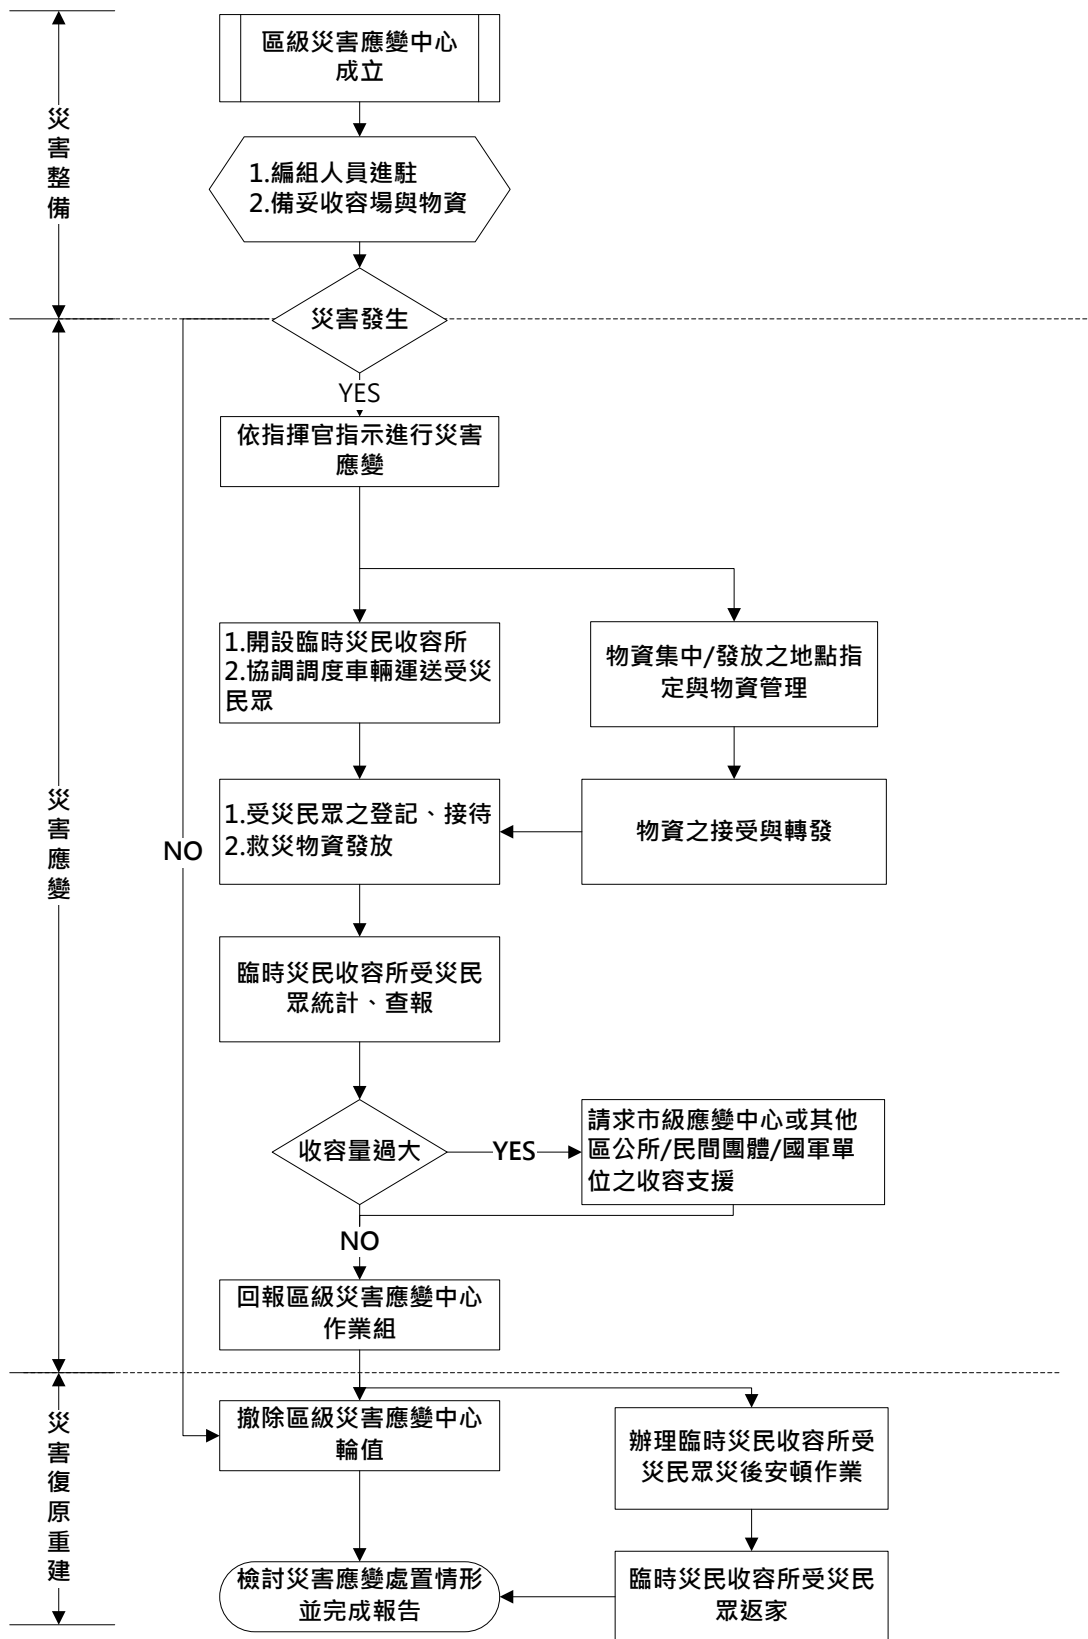 區級災害應變中心
成立
災害整備
1.編組人員進駐
2.備妥收容場與物資
災害發生
YES
依指揮官指示進行災害
應變
1.開設臨時災民收容所
2.協調調度車輛運送受災
民眾
物資集中/發放之地點指
定與物資管理
災害應變
NO
1.受災民眾之登記、接待
2.救災物資發放
物資之接受與轉發
臨時災民收容所受災民
眾統計、查報
收容量過大
YES
請求市級應變中心或其他
區公所/民間團體/國軍單
位之收容支援
NO
回報區級災害應變中心
作業組
災害復原重建
撤除區級災害應變中心
輪值
辦理臨時災民收容所受
災民眾災後安頓作業
檢討災害應變處置情形
並完成報告
臨時災民收容所受災民
眾返家